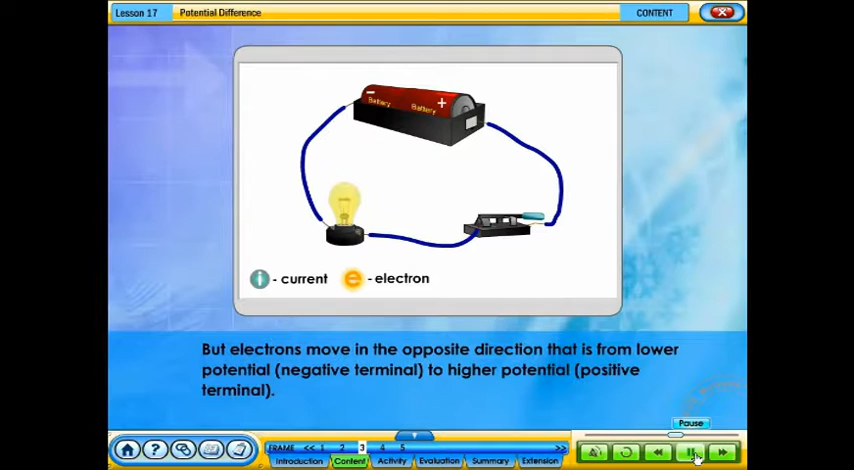 Lesson 17 Potential Difference CONTENT
− +
Battery Battery
i - current e - electron
But electrons move in the opposite direction that is from lower
potential (negative terminal) to higher potential (positive
terminal).
Pause
FRAME << 1 2 3 4 5 >>
Introduction Content Activity Evaluation Summary Extension